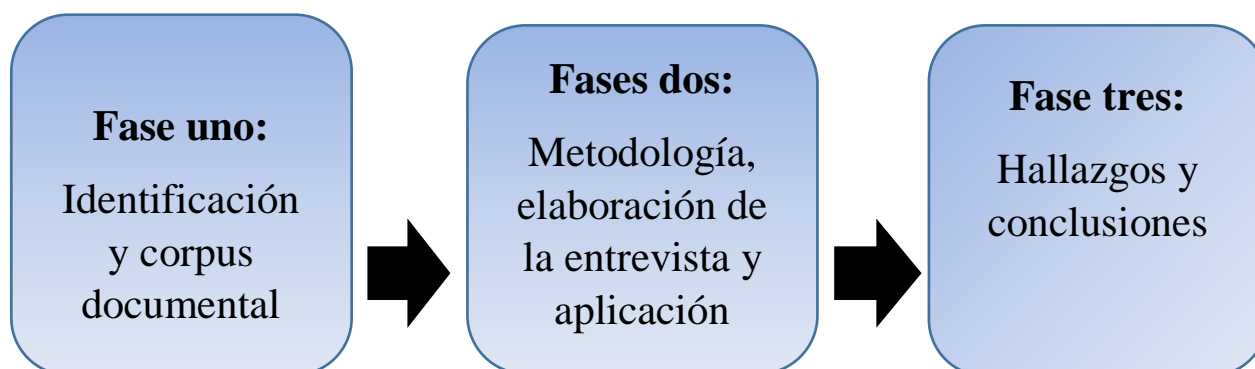 Fase uno:
Identificación
y corpus
documental
Fases dos:
Metodología,
elaboración de
la entrevista y
aplicación
Fase tres:
Hallazgos y
conclusiones